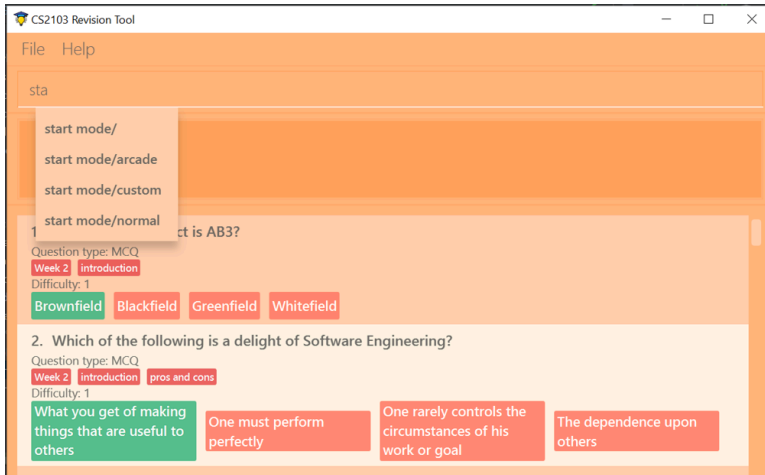 CS2103 Revision Tool
File Help
sta
start mode/
start mode/arcade
start mode/custom
start mode/normal
1 ct is AB3?
Question type: MCQ
Week 2 introduction
Difficulty: 1
Brownfield Blackfield Greenfield Whitefield
2. Which of the following is a delight of Software Engineering?
Question type: MCQ
Week 2 introduction pros and cons
Difficulty: 1
What you get of making things that are useful to others
One must perform perfectly
One rarely controls the circumstances of his work or goal
The dependence upon others